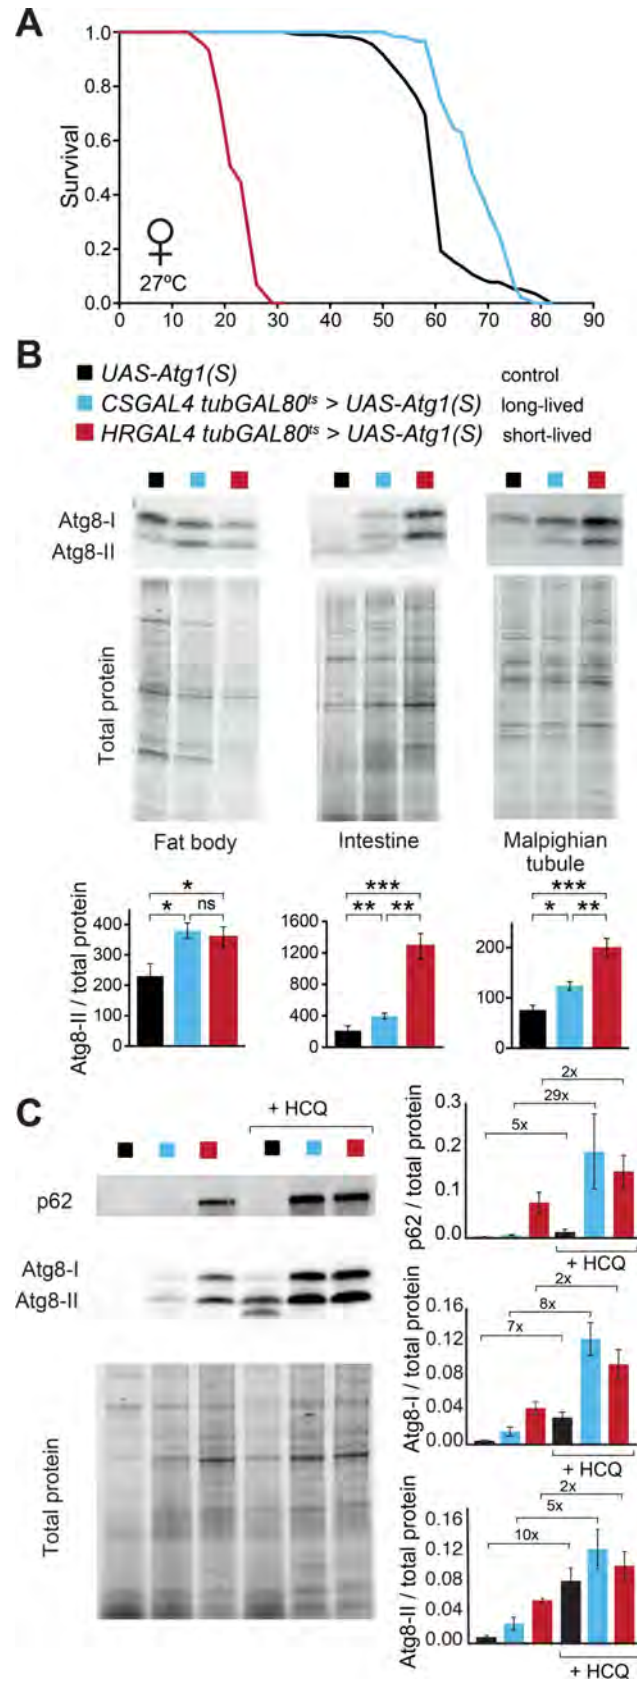 A
Survival
1.0
0.8
0.6
0.4
0.2
0.0
♀
27ºC
0 10 20 30 40 50 60 70 80 90
B
UAS-Atg1(S) control
CSGAL4 tubGAL80ts > UAS-Atg1(S) long-lived
HRGAL4 tubGAL80ts > UAS-Atg1(S) short-lived
Atg8-I
Atg8-II
Total protein
Fat body
Intestine
Malpighian
tubule
Atg8-II / total protein
* * ns
400
300
200
100
0
*** ** **
1600
1200
800
400
0
*** * **
200
100
0
C
+ HCQ
p62
Atg8-I
Atg8-II
Total protein
p62 / total protein
0.3
0.2
0.1
0.0
2x
29x
5x
+ HCQ
Atg8-I / total protein
0.16
0.12
0.08
0.04
0.00
2x
8x
7x
+ HCQ
Atg8-II / total protein
0.16
0.12
0.08
0.04
0.00
2x
5x
10x
+ HCQ